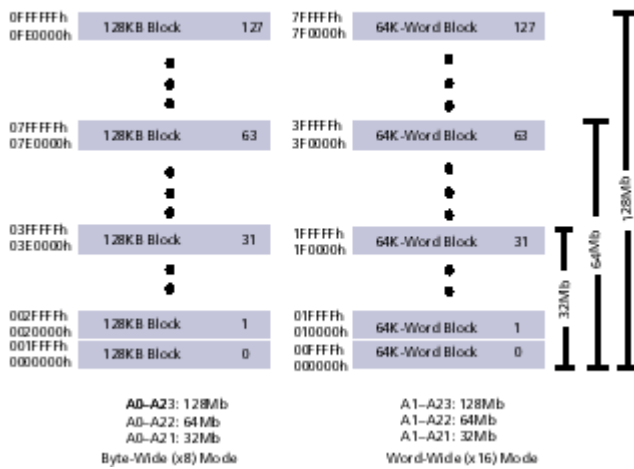 0FFFFFFh
0FE0000h
128KB Block 127
7FFFFFh
7F0000h
64K-Word Block 127
07FFFFFh
07E0000h
128KB Block 63
3FFFFFh
3F0000h
64K-Word Block 63
03FFFFFh
03E0000h
128KB Block 31
1FFFFFh
1F0000h
64K-Word Block 31
002FFFFh
0020000h
128KB Block 1
01FFFFh
010000h
64K-Word Block 1
001FFFFh
0000000h
128KB Block 0
00FFFFh
000000h
64K-Word Block 0
32Mb
64Mb
128Mb
A0–A23: 128Mb
A0–A22: 64Mb
A0–A21: 32Mb
Byte-Wide (x8) Mode
A1–A23: 128Mb
A1–A22: 64Mb
A1–A21: 32Mb
Word-Wide (x16) Mode